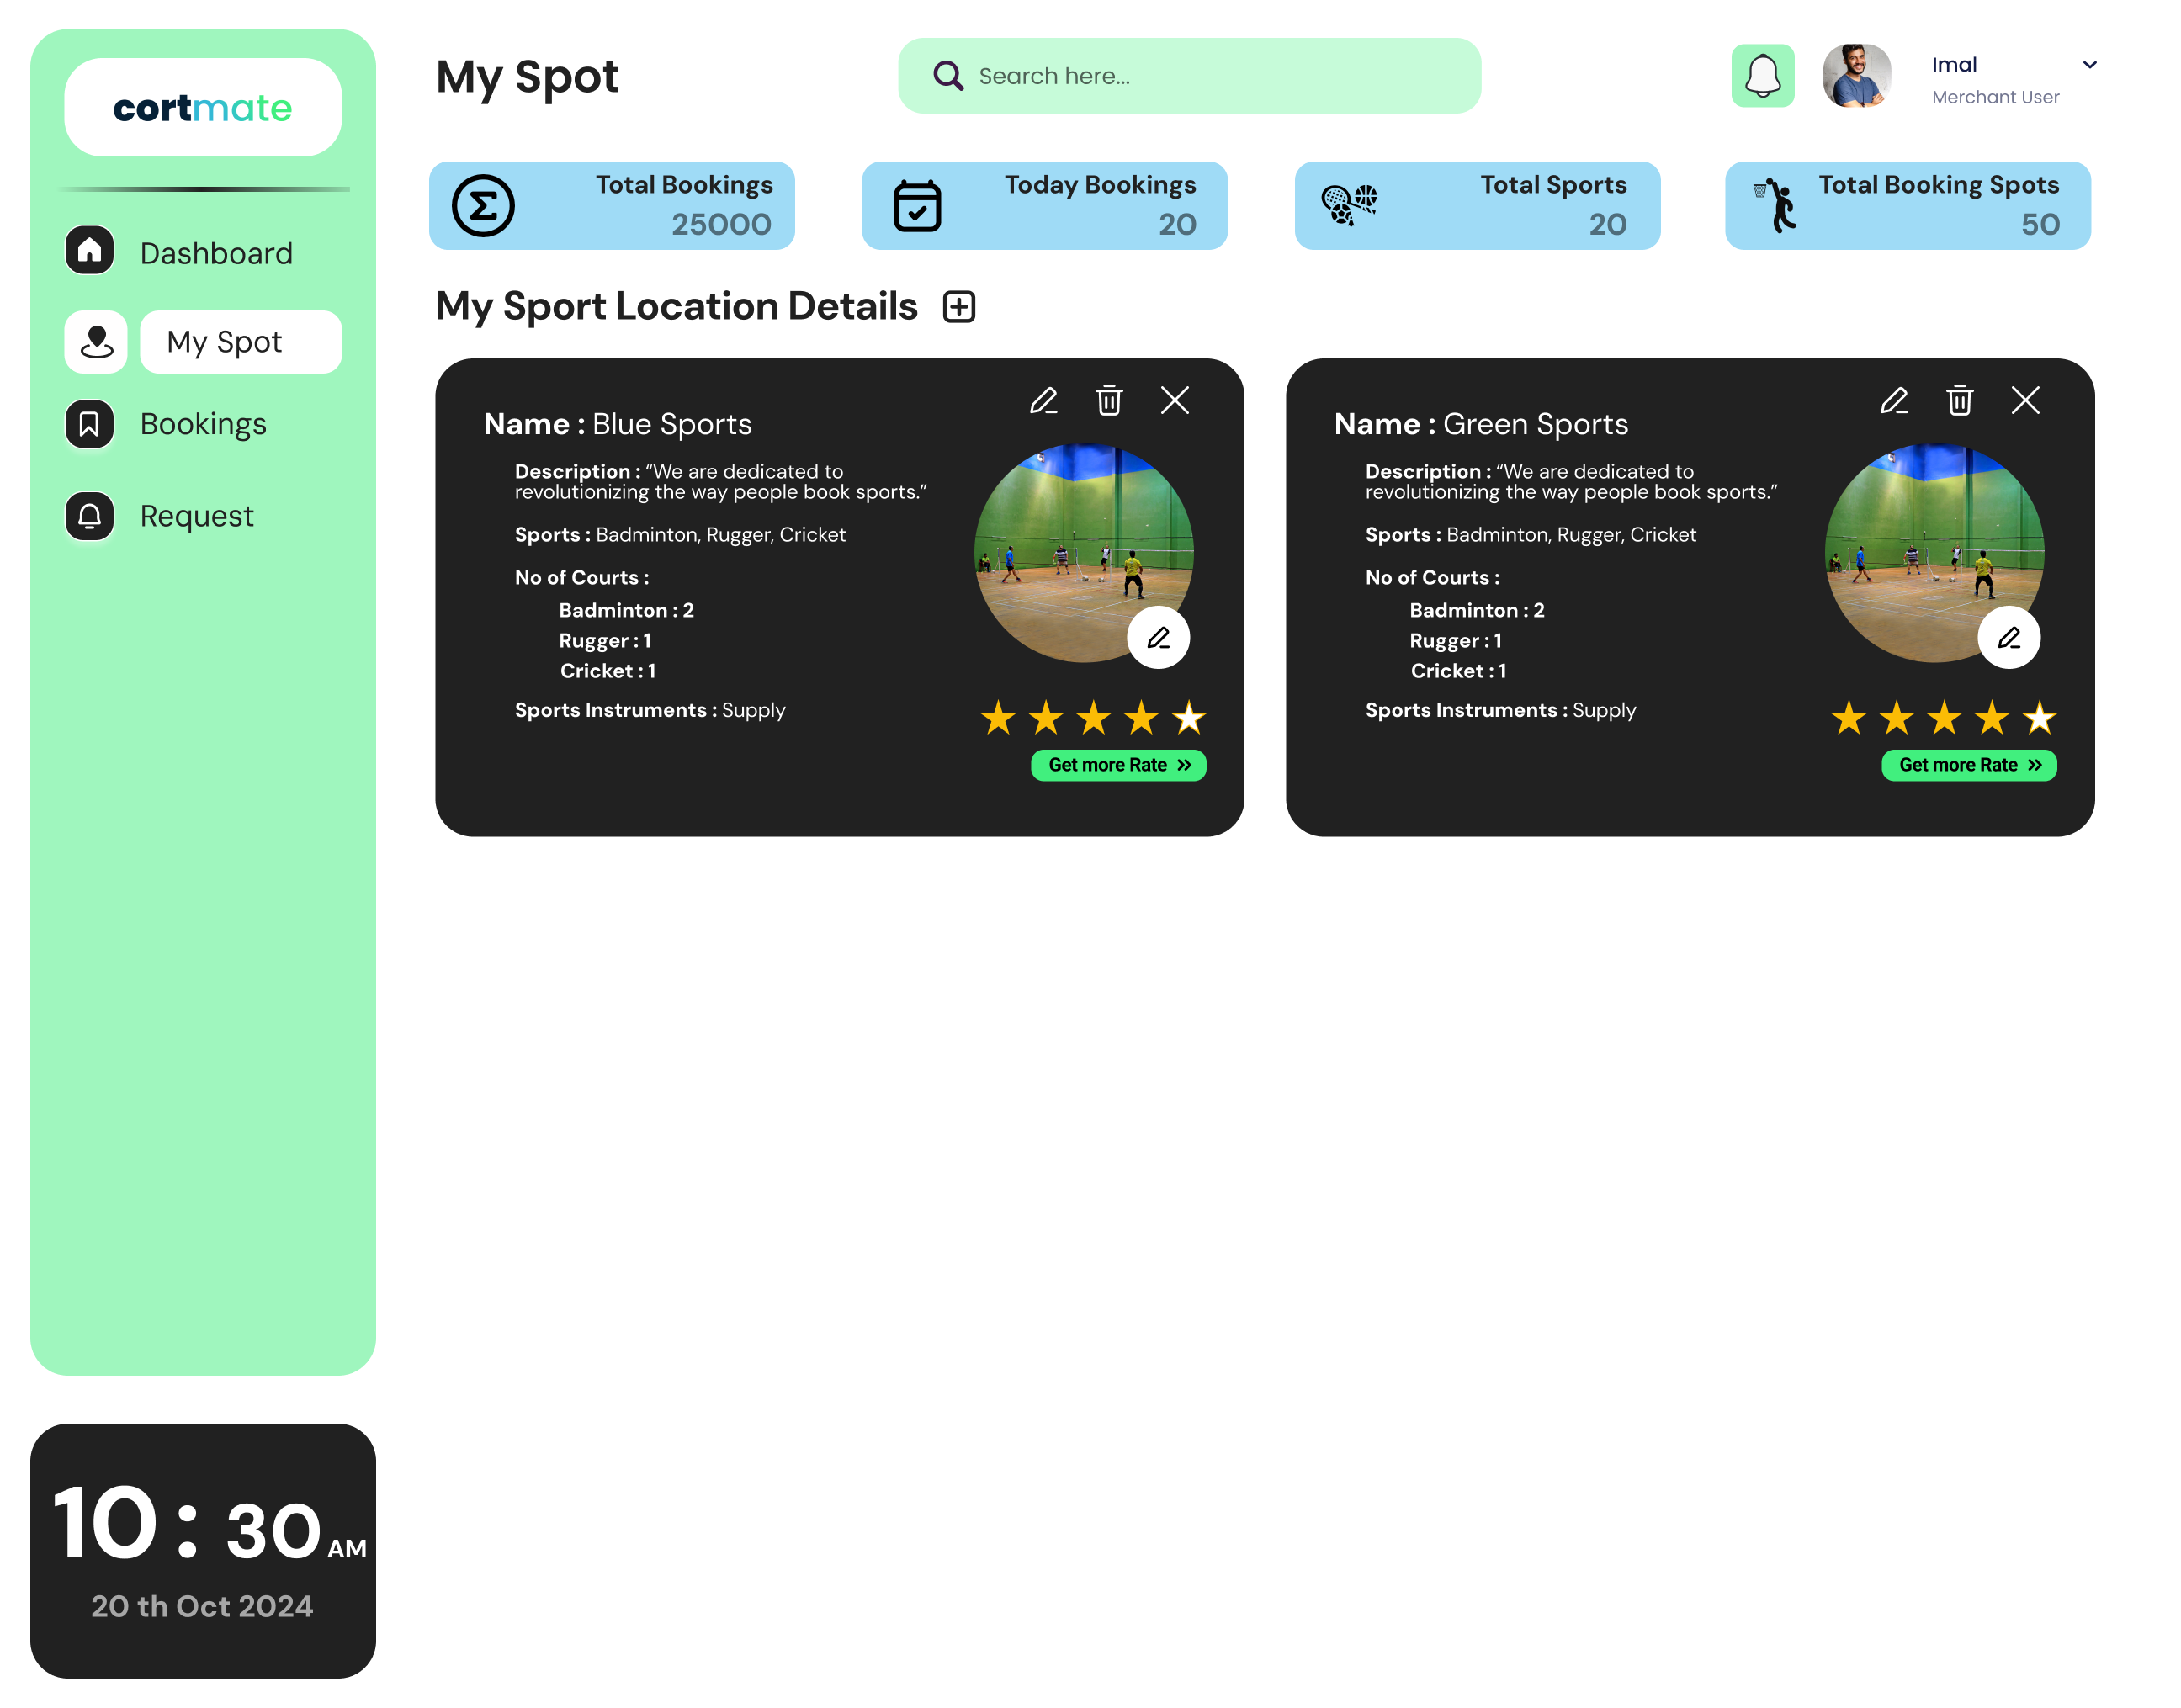 cortmate
Dashboard
My Spot
Bookings
Request
10 : 30 AM
20 th Oct 2024
My Spot
Search here...
Imal
Merchant User
Total Bookings
25000
Today Bookings
20
Total Sports
20
Total Booking Spots
50
My Sport Location Details
Name : Blue Sports
Description : “We are dedicated to
revolutionizing the way people book sports.”
Sports : Badminton, Rugger, Cricket
No of Courts :
Badminton : 2
Rugger : 1
Cricket : 1
Sports Instruments : Supply
Get more Rate
Name : Green Sports
Description : “We are dedicated to
revolutionizing the way people book sports.”
Sports : Badminton, Rugger, Cricket
No of Courts :
Badminton : 2
Rugger : 1
Cricket : 1
Sports Instruments : Supply
Get more Rate